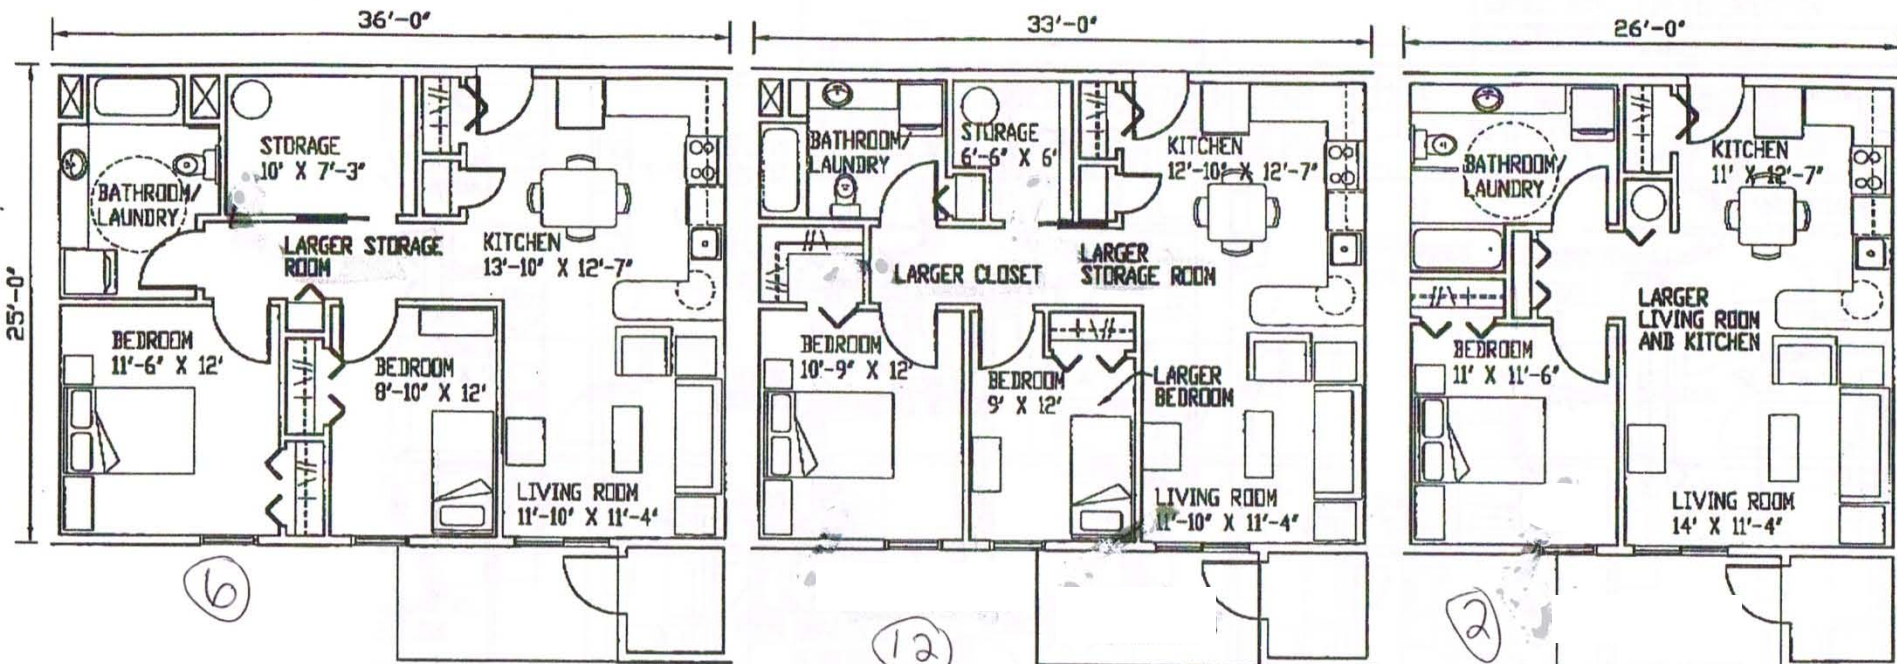 36'-0"
25'-0"
STORAGE
10' X 7'-3"
BATHROOM/
LAUNDRY
LARGER STORAGE
ROOM
KITCHEN
13'-10" X 12'-7"
BEDROOM
11'-6" X 12'
BEDROOM
8'-10" X 12'
LIVING ROOM
11'-10" X 11'-4"
6
33'-0"
BATHROOM/
LAUNDRY
STORAGE
6'-6" X 6'
KITCHEN
12'-10" X 12'-7"
LARGER CLOSET
LARGER
STORAGE ROOM
BEDROOM
10'-9" X 12'
BEDROOM
9' X 12'
LARGER
BEDROOM
LIVING ROOM
11'-10" X 11'-4"
12
26'-0"
BATHROOM/
LAUNDRY
KITCHEN
11' X 12'-7"
LARGER
LIVING ROOM
AND KITCHEN
BEDROOM
11' X 11'-6"
LIVING ROOM
14' X 11'-4"
2